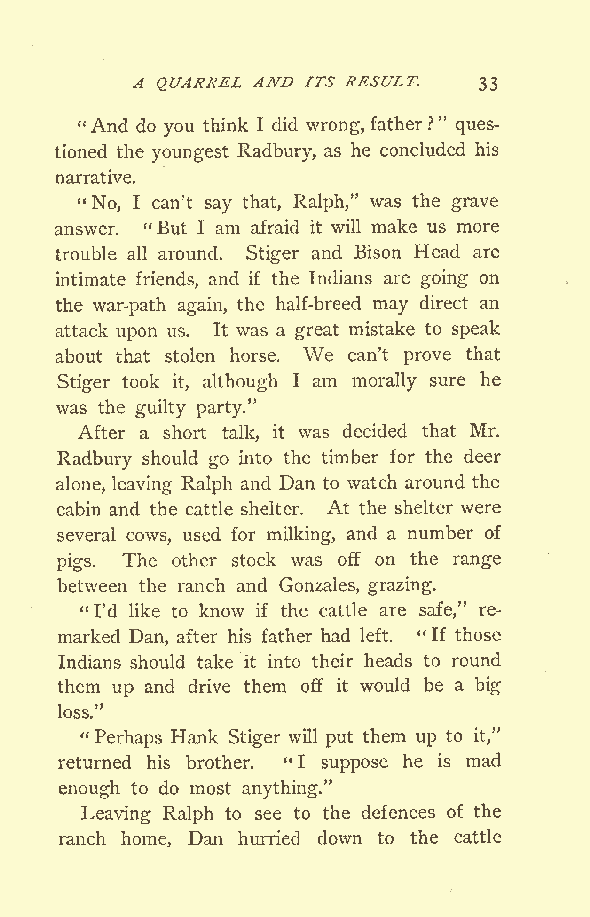 A QUARREL AND ITS RESULT. 33
"And do you think I did wrong, father?" ques-
tioned the youngest Radbury, as he concluded his
narrative.
"No, I can't say that, Ralph," was the grave
answer. "But I am afraid it will make us more
trouble all around. Stiger and Bison Head are
intimate friends, and if the Indians are going on
the war-path again, the half-breed may direct an
attack upon us. It was a great mistake to speak
about that stolen horse. We can't prove that
Stiger took it, although I am morally sure he
was the guilty party."
After a short talk, it was decided that Mr.
Radbury should go into the timber for the deer
alone, leaving Ralph and Dan to watch around the
cabin and the cattle shelter. At the shelter were
several cows, used for milking, and a number of
pigs. The other stock was off on the range
between the ranch and Gonzales, grazing.
"I'd like to know if the cattle are safe," re-
marked Dan, after his father had left. "If those
Indians should take it into their heads to round
them up and drive them off it would be a big
loss."
"Perhaps Hank Stiger will put them up to it,"
returned his brother. "I suppose he is mad
enough to do most anything."
Leaving Ralph to see to the defences of the
ranch home, Dan hurried down to the cattle